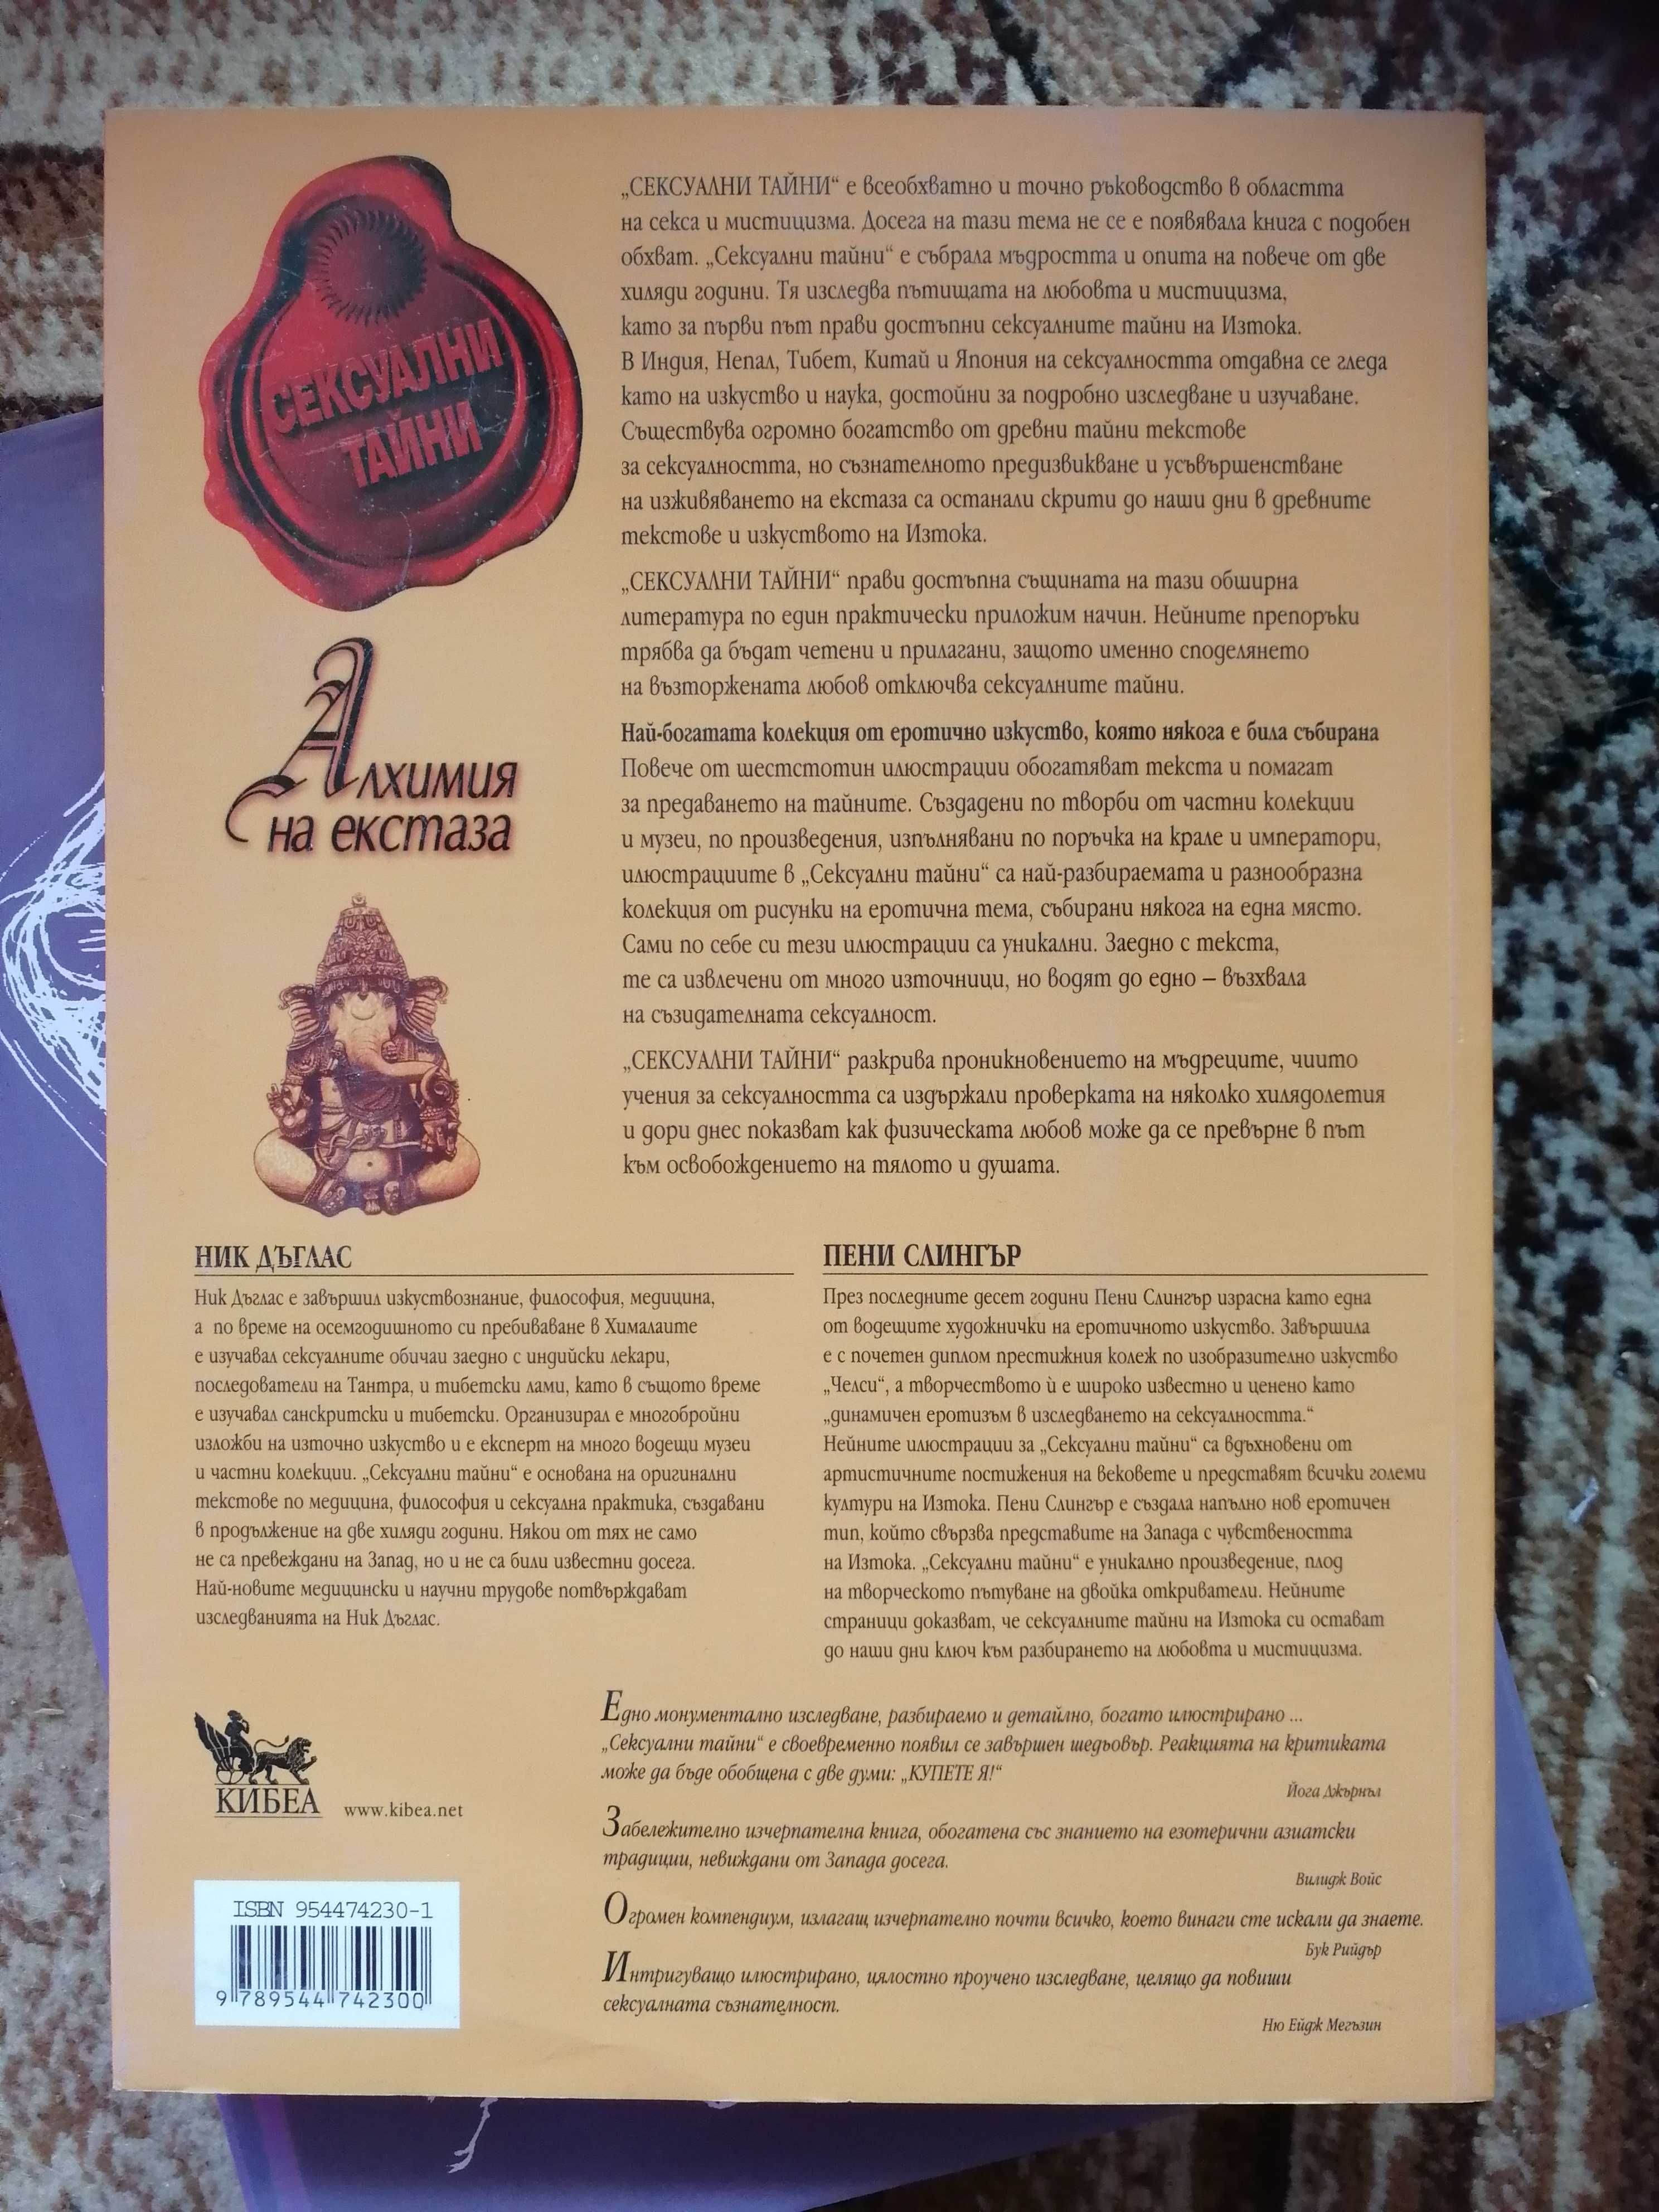 СЕКСУАЛНИ
ТАЙНИ
Алхимия
на екстаза
„СЕКСУАЛНИ ТАЙНИ“ е всеобхватно и точно ръководство в областта
на секса и мистицизма. Досега на тази тема не се е появявала книга с подобен
обхват. „Сексуални тайни“ е събрала мъдростта и опита на повече от две
хиляди години. Тя изследва пътищата на любовта и мистицизма,
като за първи път прави достъпни сексуалните тайни на Изтока.
В Индия, Непал, Тибет, Китай и Япония на сексуалността отдавна се гледа
като на изкуство и наука, достойни за подробно изследване и изучаване.
Съществува огромно богатство от древни тайни текстове
за сексуалността, но съзнателното предизвикване и усъвършенстване
на изживяването на екстаза са останали скрити до наши дни в древните
текстове и изкуството на Изтока.
„СЕКСУАЛНИ ТАЙНИ“ прави достъпна същината на тази обширна
литература по един практически приложим начин. Нейните препоръки
трябва да бъдат четени и прилагани, защото именно споделянето
на възторжената любов отключва сексуалните тайни.
Най-богатата колекция от еротично изкуство, която някога е била събирана
Повече от шестстотин илюстрации обогатяват текста и помагат
за предаването на тайните. Създадени по творби от частни колекции
и музеи, по произведения, изпълнявани по поръчка на крале и императори,
илюстрациите в „Сексуални тайни“ са най-разбираемата и разнообразна
колекция от рисунки на еротична тема, събирани някога на една място.
Сами по себе си тези илюстрации са уникални. Заедно с текста,
те са извлечени от много източници, но водят до едно – възхвала
на съзидателната сексуалност.
„СЕКСУАЛНИ ТАЙНИ“ разкрива проникновението на мъдреците, чиито
учения за сексуалността са издържали проверката на няколко хилядолетия
и дори днес показват как физическата любов може да се превърне в път
към освобождението на тялото и душата.
НИК ДЪГЛАС
Ник Дъглас е завършил изкуствознание, философия, медицина,
а по време на осемгодишното си пребиваване в Хималаите
е изучавал сексуалните обичаи заедно с индийски лекари,
последователи на Тантра, и тибетски лами, като в същото време
е изучавал санскритски и тибетски. Организирал е многобройни
изложби на източно изкуство и е експерт на много водещи музеи
и частни колекции. „Сексуални тайни“ е основана на оригинални
текстове по медицина, философия и сексуална практика, създавани
в продължение на две хиляди години. Някои от тях не само
не са превеждани на Запад, но и не са били известни досега.
Най-новите медицински и научни трудове потвърждават
изследванията на Ник Дъглас.
ПЕНИ СЛИНГЪР
През последните десет години Пени Слингър израсна като една
от водещите художнички на еротичното изкуство. Завършила
е с почетен диплом престижния колеж по изобразително изкуство
„Челси“, а творчеството ѝ е широко известно и ценено като
„динамичен еротизъм в изследването на сексуалността.“
Нейните илюстрации за „Сексуални тайни“ са вдъхновени от
артистичните постижения на вековете и представят всички големи
култури на Изтока. Пени Слингър е създала напълно нов еротичен
тип, който свързва представите на Запада с чувствеността
на Изтока. „Сексуални тайни“ е уникално произведение, плод
на творческото пътуване на двойка откриватели. Нейните
страници доказват, че сексуалните тайни на Изтока си остават
до наши дни ключ към разбирането на любовта и мистицизма.
Едно монументално изследване, разбираемо и детайлно, богато илюстрирано ...
„Сексуални тайни“ е своевременно появил се завършен шедьовър. Реакцията на критиката
може да бъде обобщена с две думи: „КУПЕТЕ Я!“
Йога Джърнъл
Забележително изчерпателна книга, обогатена със знанието на езотерични азиатски
традиции, невиждани от Запада досега.
Вилидж Войс
Огромен компендиум, излагащ изчерпателно почти всичко, което винаги сте искали да знаете.
Бук Рийдър
Интригуващо илюстрирано, цялостно проучено изследване, целящо да повиши
сексуалната съзнателност.
Ню Ейдж Мегъзин
КИБЕА
www.kibea.net
ISBN 954474230-1
9 789544 742300